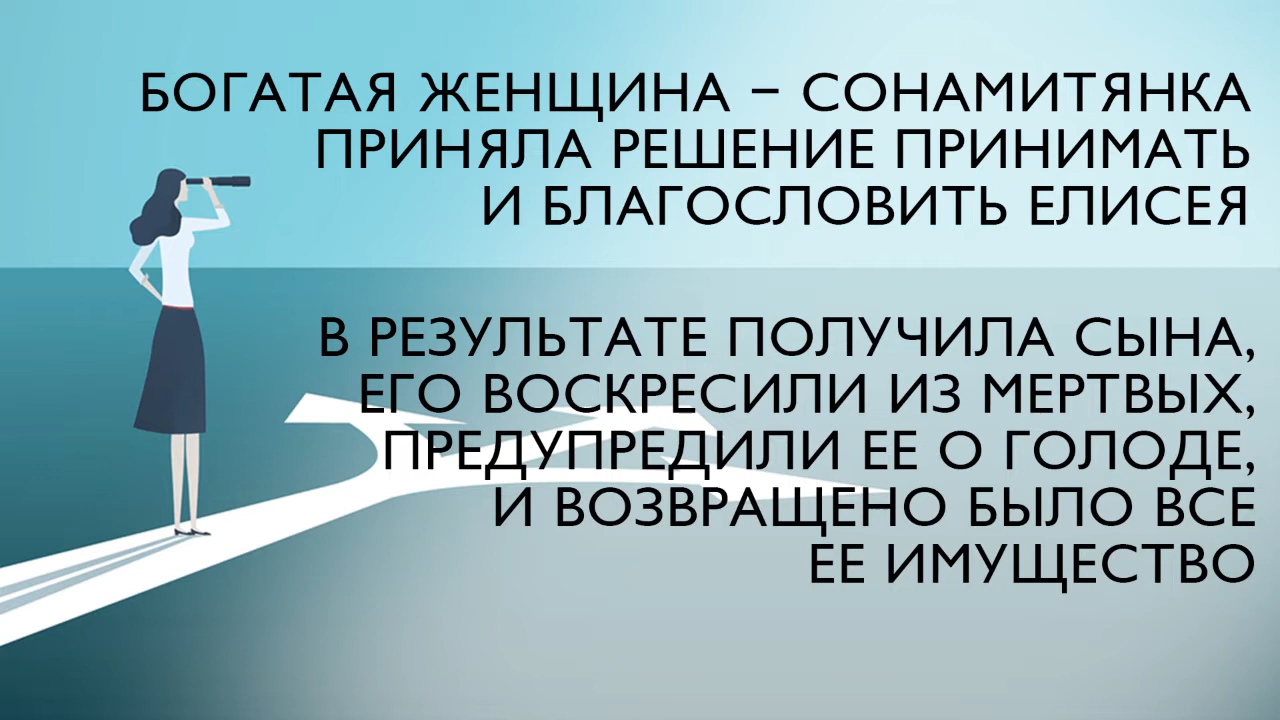 БОГАТАЯ ЖЕНЩИНА – СОНАМИТЯНКА
ПРИНЯЛА РЕШЕНИЕ ПРИНИМАТЬ
И БЛАГОСЛОВИТЬ ЕЛИСЕЯ
В РЕЗУЛЬТАТЕ ПОЛУЧИЛА СЫНА,
ЕГО ВОСКРЕСИЛИ ИЗ МЕРТВЫХ,
ПРЕДУПРЕДИЛИ ЕЕ О ГОЛОДЕ,
И ВОЗВРАЩЕНО БЫЛО ВСЕ
ЕЕ ИМУЩЕСТВО